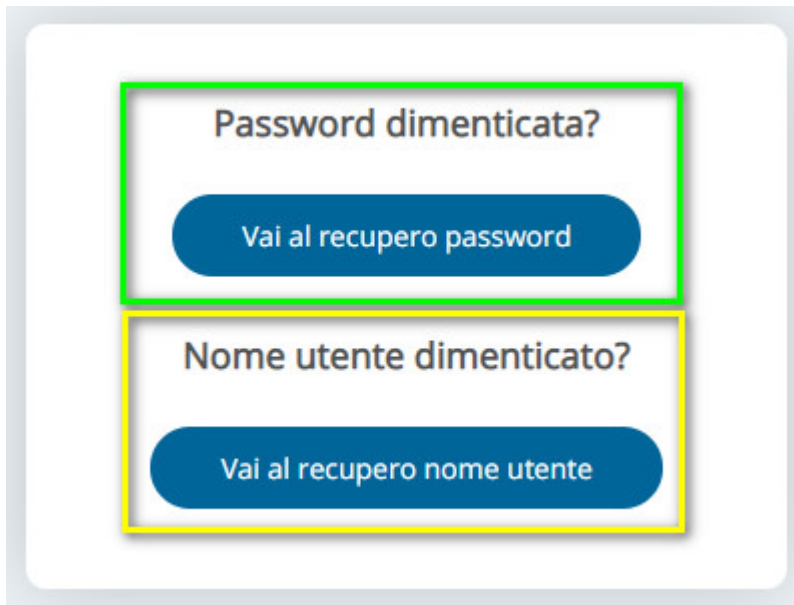 Password dimenticata?
Vai al recupero password
Nome utente dimenticato?
Vai al recupero nome utente